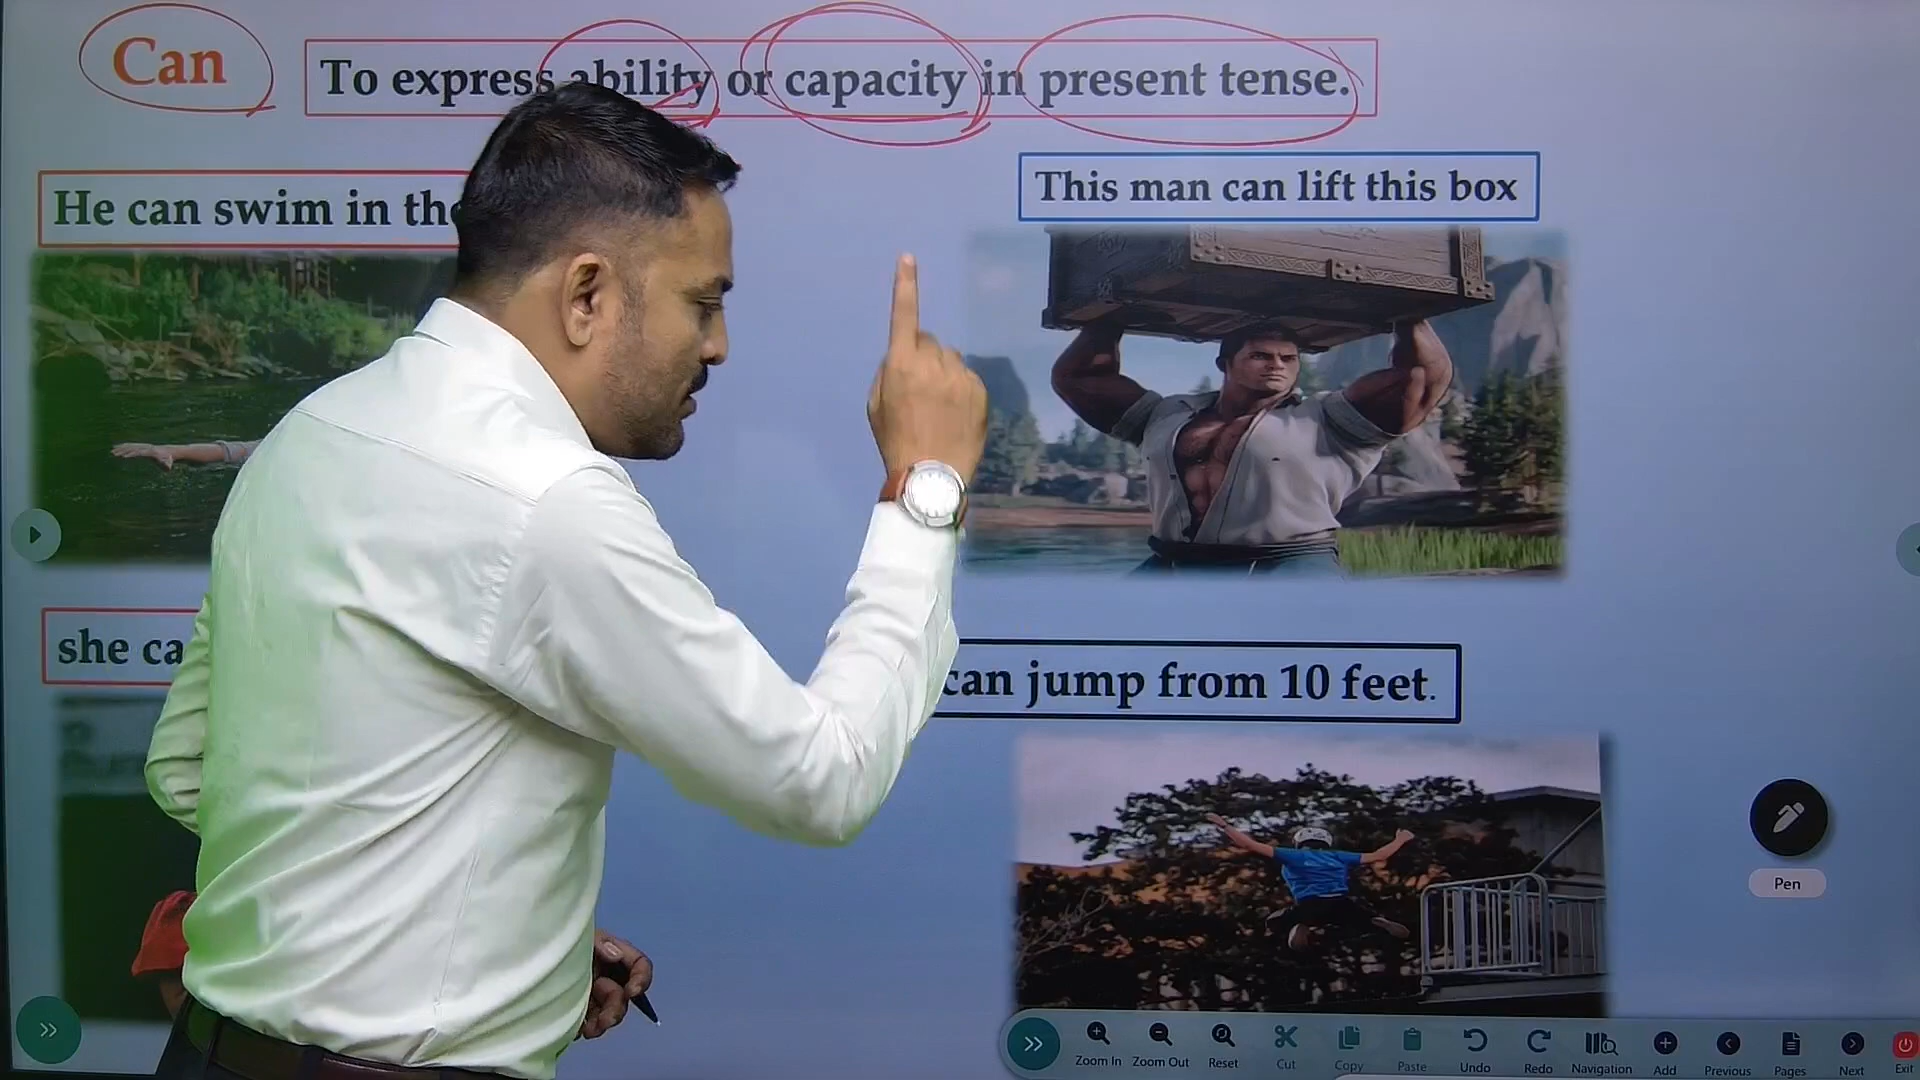 Can
To express ability or capacity in present tense.
He can swim in the
This man can lift this box
she ca
can jump from 10 feet.
Pen
Zoom In Zoom Out Reset Cut Copy Paste Undo Redo Navigation Add Previous Pages Next Exit